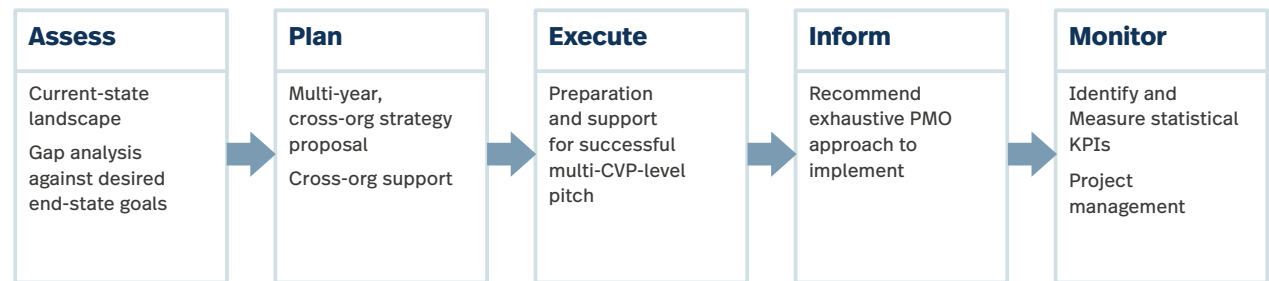 Assess
Current-state
landscape
Gap analysis
against desired
end-state goals
Plan
Multi-year,
cross-org strategy
proposal
Cross-org support
Execute
Preparation
and support
for successful
multi-CVP-level
pitch
Inform
Recommend
exhaustive PMO
approach to
implement
Monitor
Identify and
Measure statistical
KPIs
Project
management